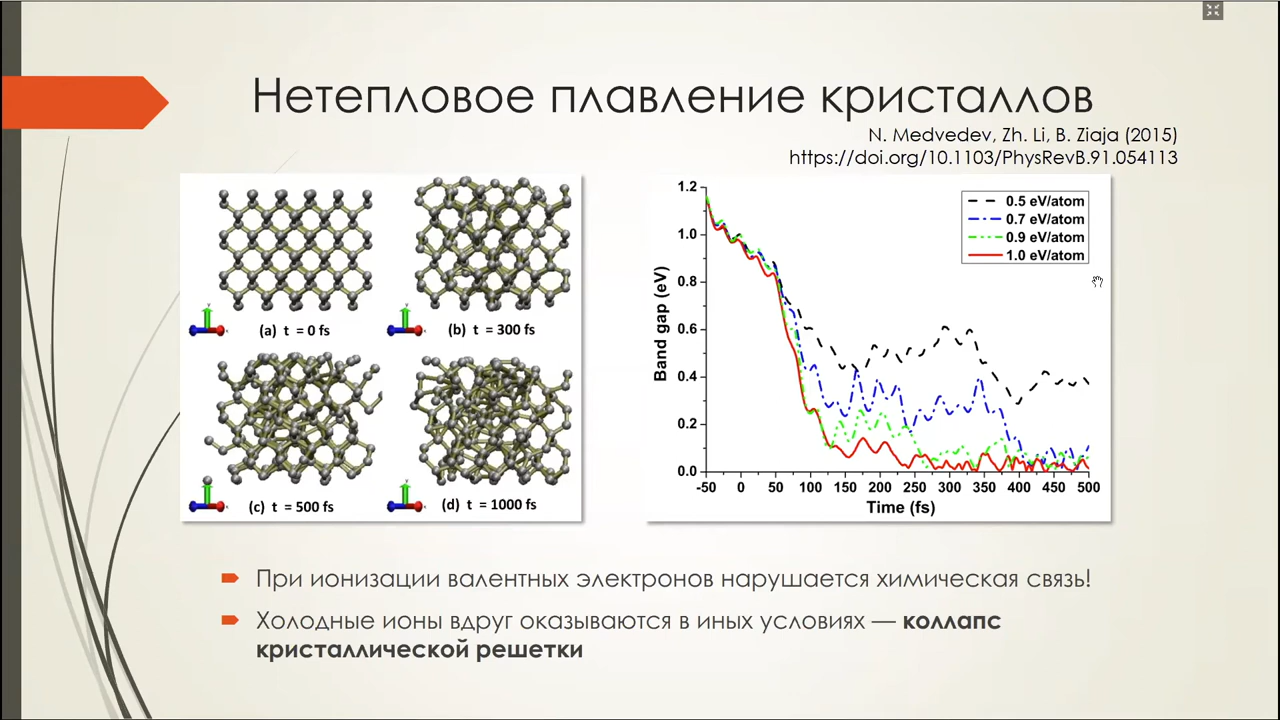 Нетепловое плавление кристаллов
N. Medvedev, Zh. Li, B. Ziaja (2015)
https://doi.org/10.1103/PhysRevB.91.054113
(a) t = 0 fs
(b) t = 300 fs
(c) t = 500 fs
(d) t = 1000 fs
Band gap (eV)
1.2
1.0
0.8
0.6
0.4
0.2
0.0
-50 0 50 100 150 200 250 300 350 400 450 500
Time (fs)
0.5 eV/atom
0.7 eV/atom
0.9 eV/atom
1.0 eV/atom
При ионизации валентных электронов нарушается химическая связь!
Холодные ионы вдруг оказываются в иных условиях — коллапс
кристаллической решетки